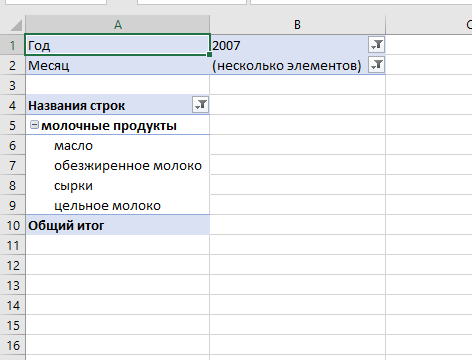 A B C
1 Год 2007
2 Месяц (несколько элементов)
3
4 Названия строк
5 молочные продукты
6 масло
7 обезжиренное молоко
8 сырки
9 цельное молоко
10 Общий итог
11
12
13
14
15
16